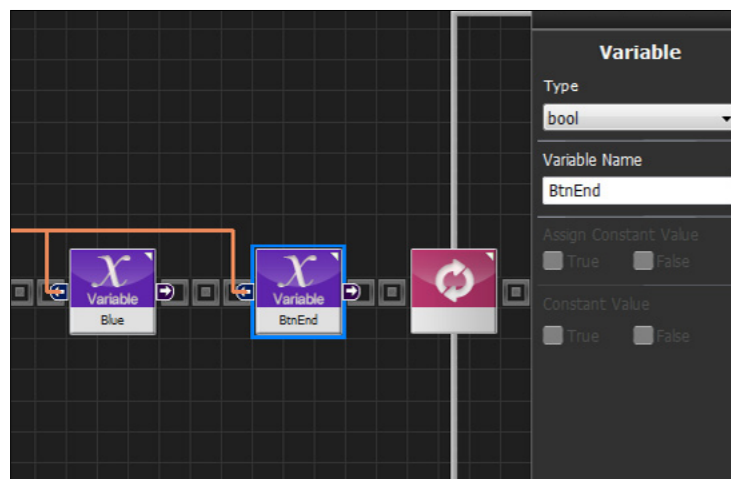 Variable
Type
bool
Variable Name
BtnEnd
Assign Constant Value
True False
Constant Value
True False
x
Variable
Blue
x
Variable
BtnEnd